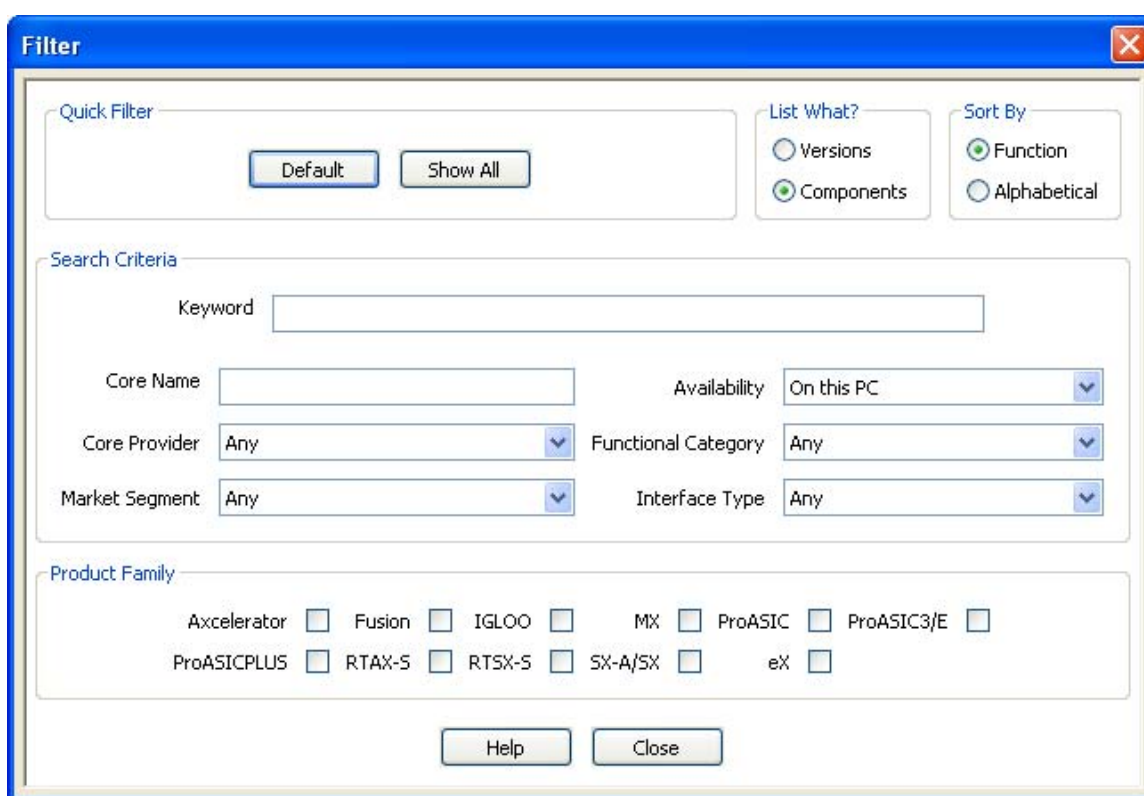 Filter
Quick Filter
Default Show All
List What?
Versions
Components
Sort By
Function
Alphabetical
Search Criteria
Keyword
Core Name
Availability On this PC
Core Provider Any
Functional Category Any
Market Segment Any
Interface Type Any
Product Family
Axcelerator Fusion IGLOO MX ProASIC ProASIC3/E
ProASICPLUS RTAX-S RTSX-S SX-A/SX eX
Help Close